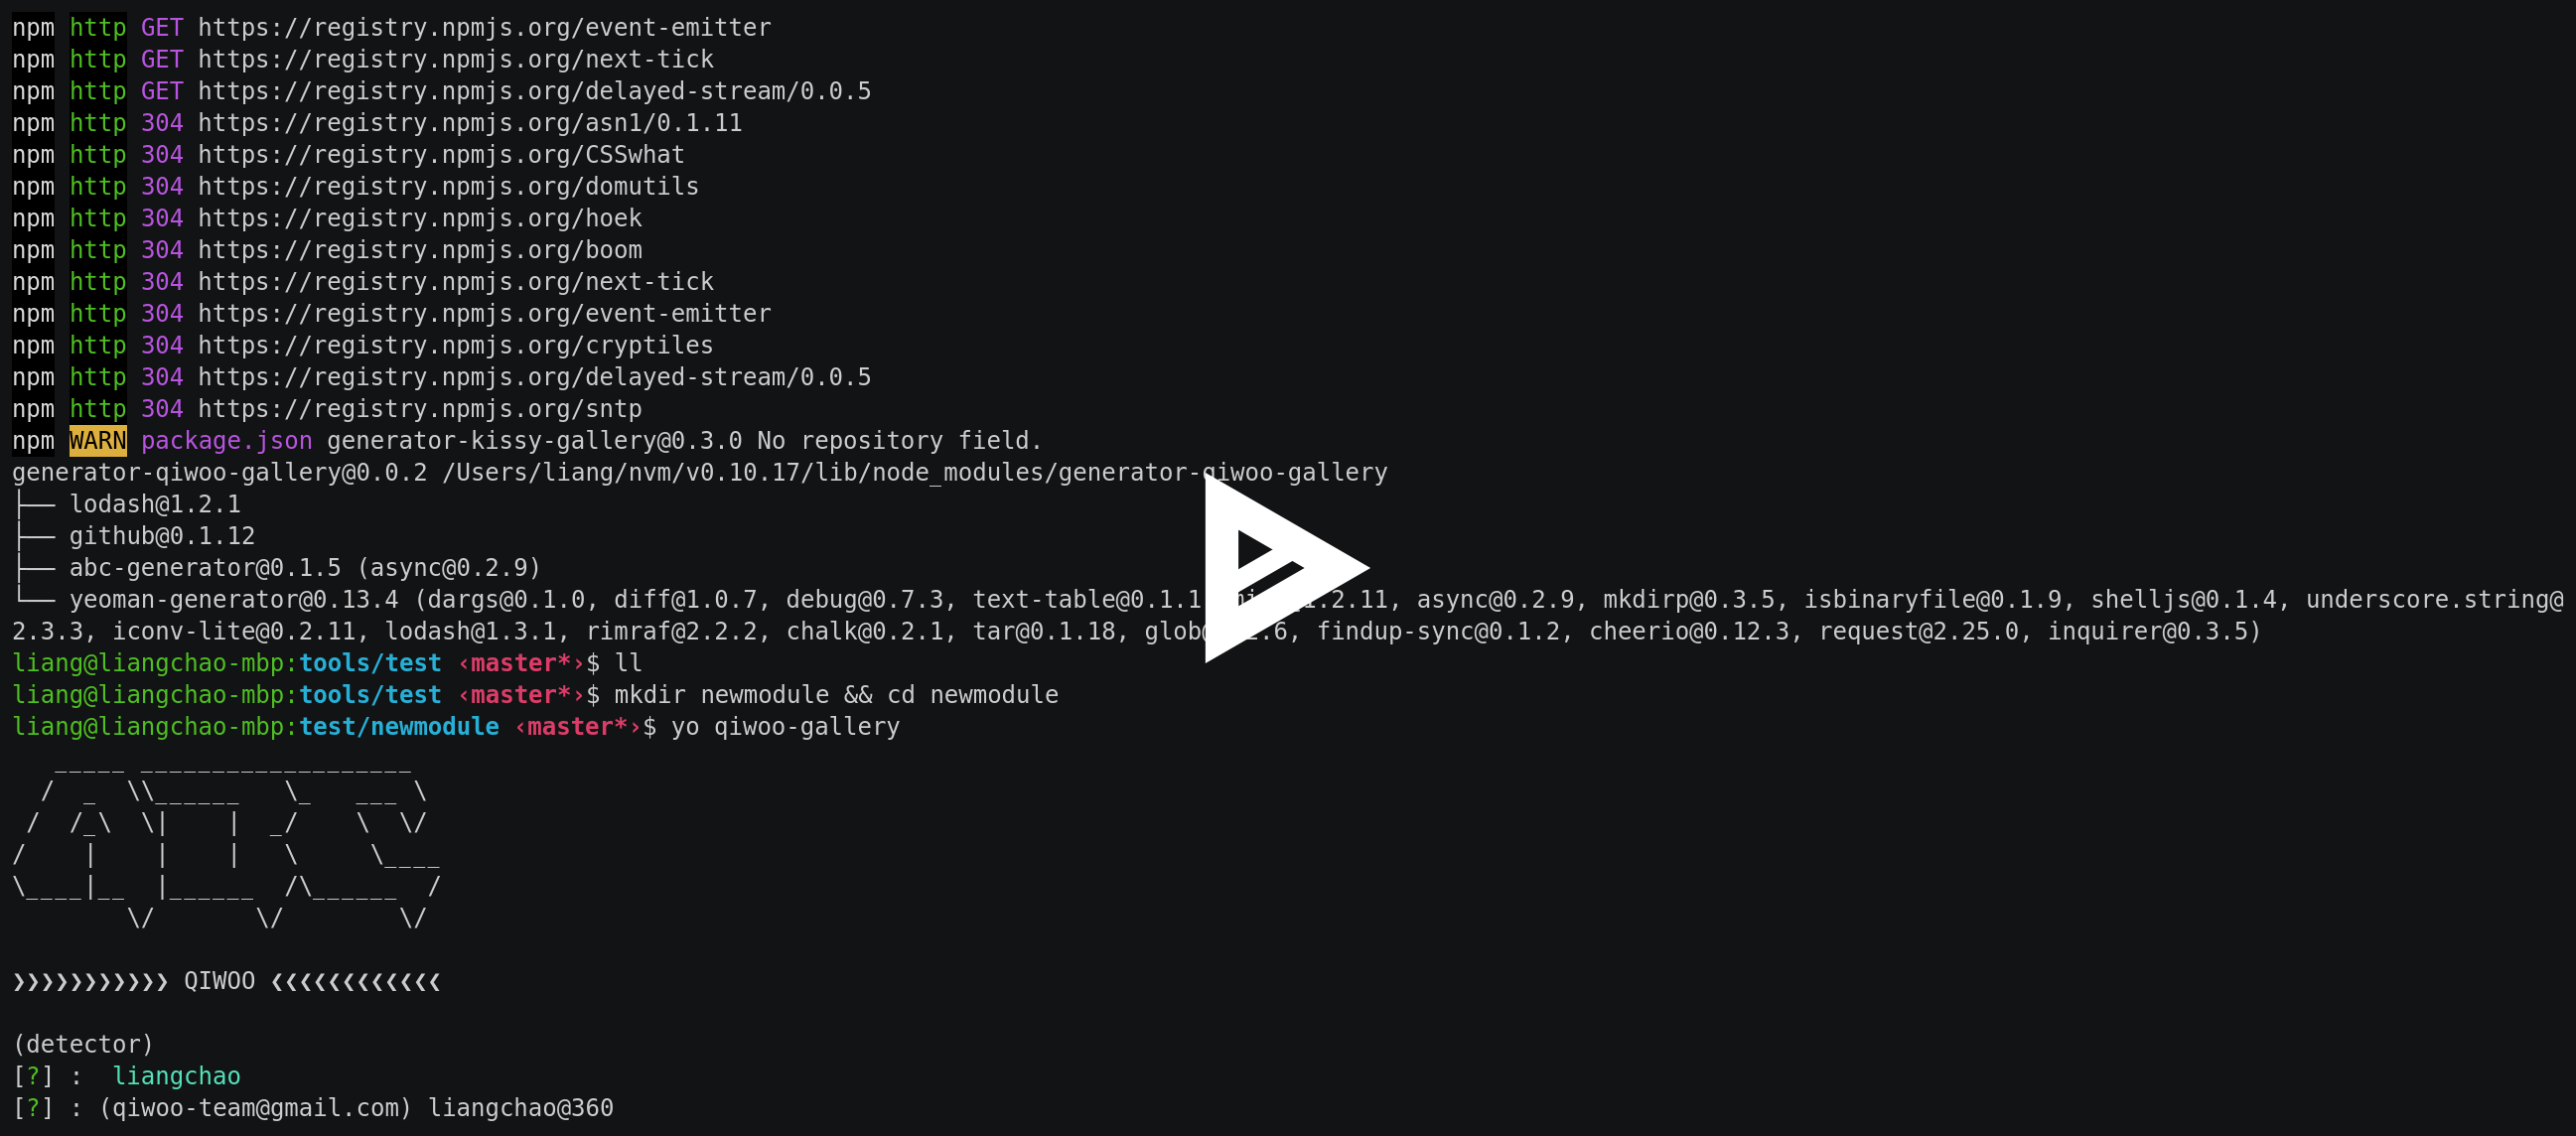 npm http GET https://registry.npmjs.org/event-emitter
npm http GET https://registry.npmjs.org/next-tick
npm http GET https://registry.npmjs.org/delayed-stream/0.0.5
npm http 304 https://registry.npmjs.org/asn1/0.1.11
npm http 304 https://registry.npmjs.org/CSSwhat
npm http 304 https://registry.npmjs.org/domutils
npm http 304 https://registry.npmjs.org/hoek
npm http 304 https://registry.npmjs.org/boom
npm http 304 https://registry.npmjs.org/next-tick
npm http 304 https://registry.npmjs.org/event-emitter
npm http 304 https://registry.npmjs.org/cryptiles
npm http 304 https://registry.npmjs.org/delayed-stream/0.0.5
npm http 304 https://registry.npmjs.org/sntp
npm WARN package.json generator-kissy-gallery@0.3.0 No repository field.
generator-qiwoo-gallery@0.0.2 /Users/liang/nvm/v0.10.17/lib/node_modules/generator-qiwoo-gallery
├── lodash@1.2.1
├── github@0.1.12
├── abc-generator@0.1.5 (async@0.2.9)
└── yeoman-generator@0.13.4 (dargs@0.1.0, diff@1.0.7, debug@0.7.3, text-table@0.1.1, async@0.2.9, mkdirp@0.3.5, isbinaryfile@0.1.9, shelljs@0.1.4, underscore.string@
2.3.3, iconv-lite@0.2.11, lodash@1.3.1, rimraf@2.2.2, chalk@0.2.1, tar@0.1.18, findup-sync@0.1.2, cheerio@0.12.3, request@2.25.0, inquirer@0.3.5)
liang@liangchao-mbp:tools/test ‹master*›$ ll
liang@liangchao-mbp:tools/test ‹master*›$ mkdir newmodule && cd newmodule
liang@liangchao-mbp:test/newmodule ‹master*›$ yo qiwoo-gallery
   _____ ___________________
  /  _  \\______   \_   ___ \
 /  /_\  \|    |  _/    \  \/
/    |    |    |   \     \____
\____|__  |______  /\______  /
        \/       \/        \/
❯❯❯❯❯❯❯❯❯❯❯ QIWOO ❮❮❮❮❮❮❮❮❮❮❮❮
(detector)
[?] :  liangchao
[?] : (qiwoo-team@gmail.com) liangchao@360